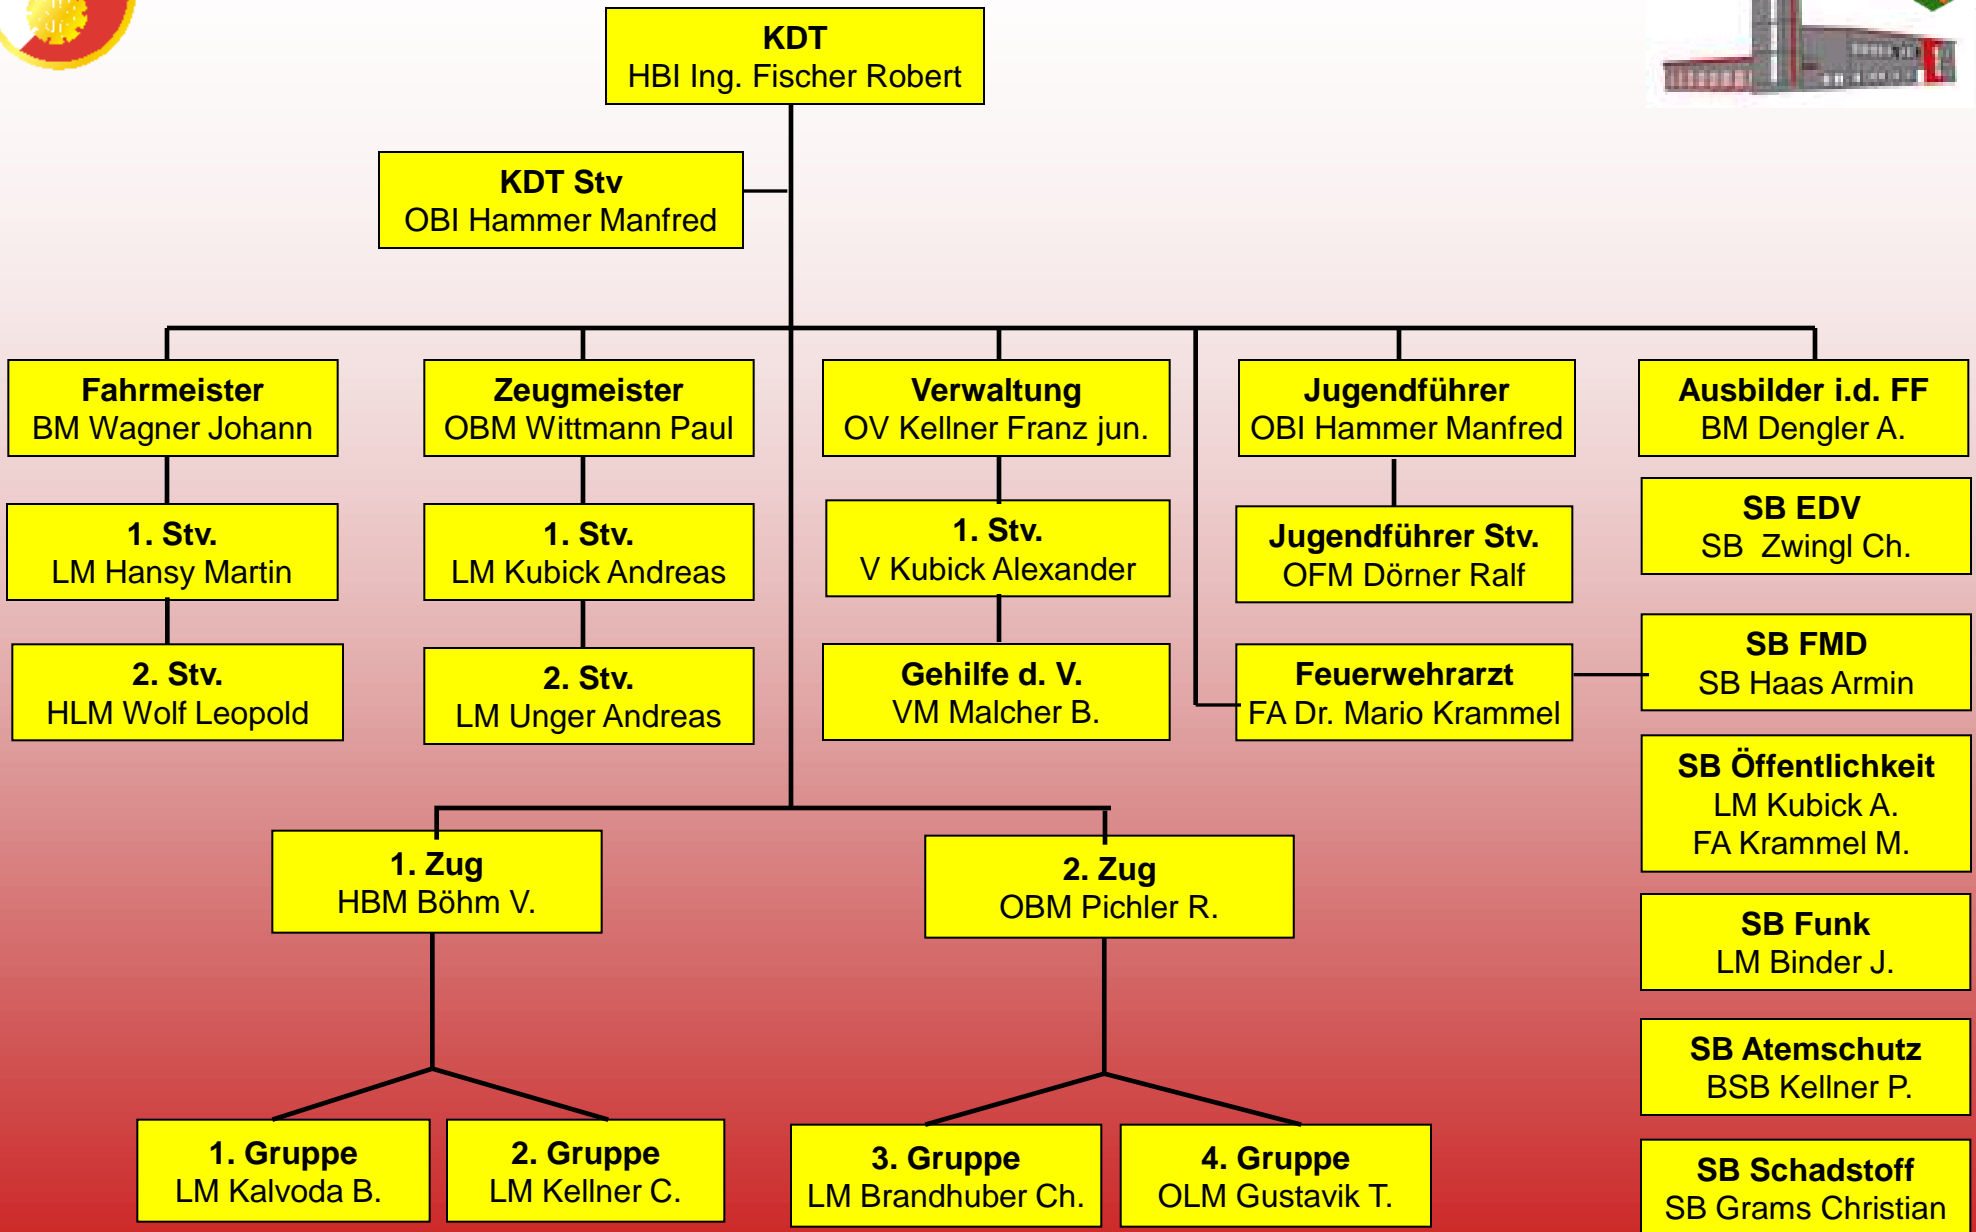 KDT
HBI Ing. Fischer Robert
KDT Stv
OBI Hammer Manfred
Fahrmeister
BM Wagner Johann
Zeugmeister
OBM Wittmann Paul
Verwaltung
OV Kellner Franz jun.
Jugendführer
OBI Hammer Manfred
Ausbilder i.d. FF
BM Dengler A.
1. Stv.
LM Hansy Martin
1. Stv.
LM Kubick Andreas
1. Stv.
V Kubick Alexander
Jugendführer Stv.
OFM Dörner Ralf
SB EDV
SB  Zwingl Ch.
2. Stv.
HLM Wolf Leopold
2. Stv.
LM Unger Andreas
Gehilfe d. V.
VM Malcher B.
Feuerwehrarzt
FA Dr. Mario Krammel
SB FMD
SB Haas Armin
SB Öffentlichkeit
LM Kubick A.
FA Krammel M.
1. Zug
HBM Böhm V.
2. Zug
OBM Pichler R.
SB Funk
LM Binder J.
SB Atemschutz
BSB Kellner P.
1. Gruppe
LM Kalvoda B.
2. Gruppe
LM Kellner C.
3. Gruppe
LM Brandhuber Ch.
4. Gruppe
OLM Gustavik T.
SB Schadstoff
SB Grams Christian